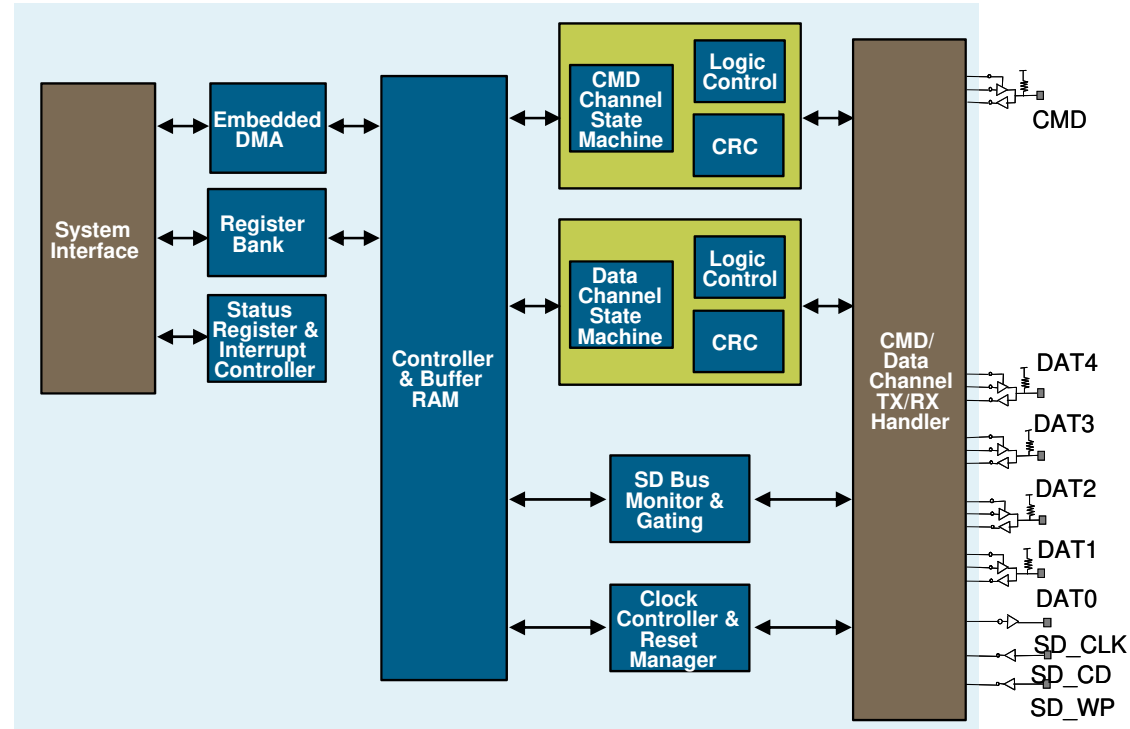 System
Interface
Embedded
DMA
Register
Bank
Status
Register &
Interrupt
Controller
Controller
& Buffer
RAM
CMD
Channel
State
Machine
Logic
Control
CRC
Data
Channel
State
Machine
Logic
Control
CRC
SD Bus
Monitor &
Gating
Clock
Controller &
Reset
Manager
CMD/
Data
Channel
TX/RX
Handler
CMD
DAT4
DAT3
DAT2
DAT1
DAT0
SD_CLK
SD_CD
SD_WP